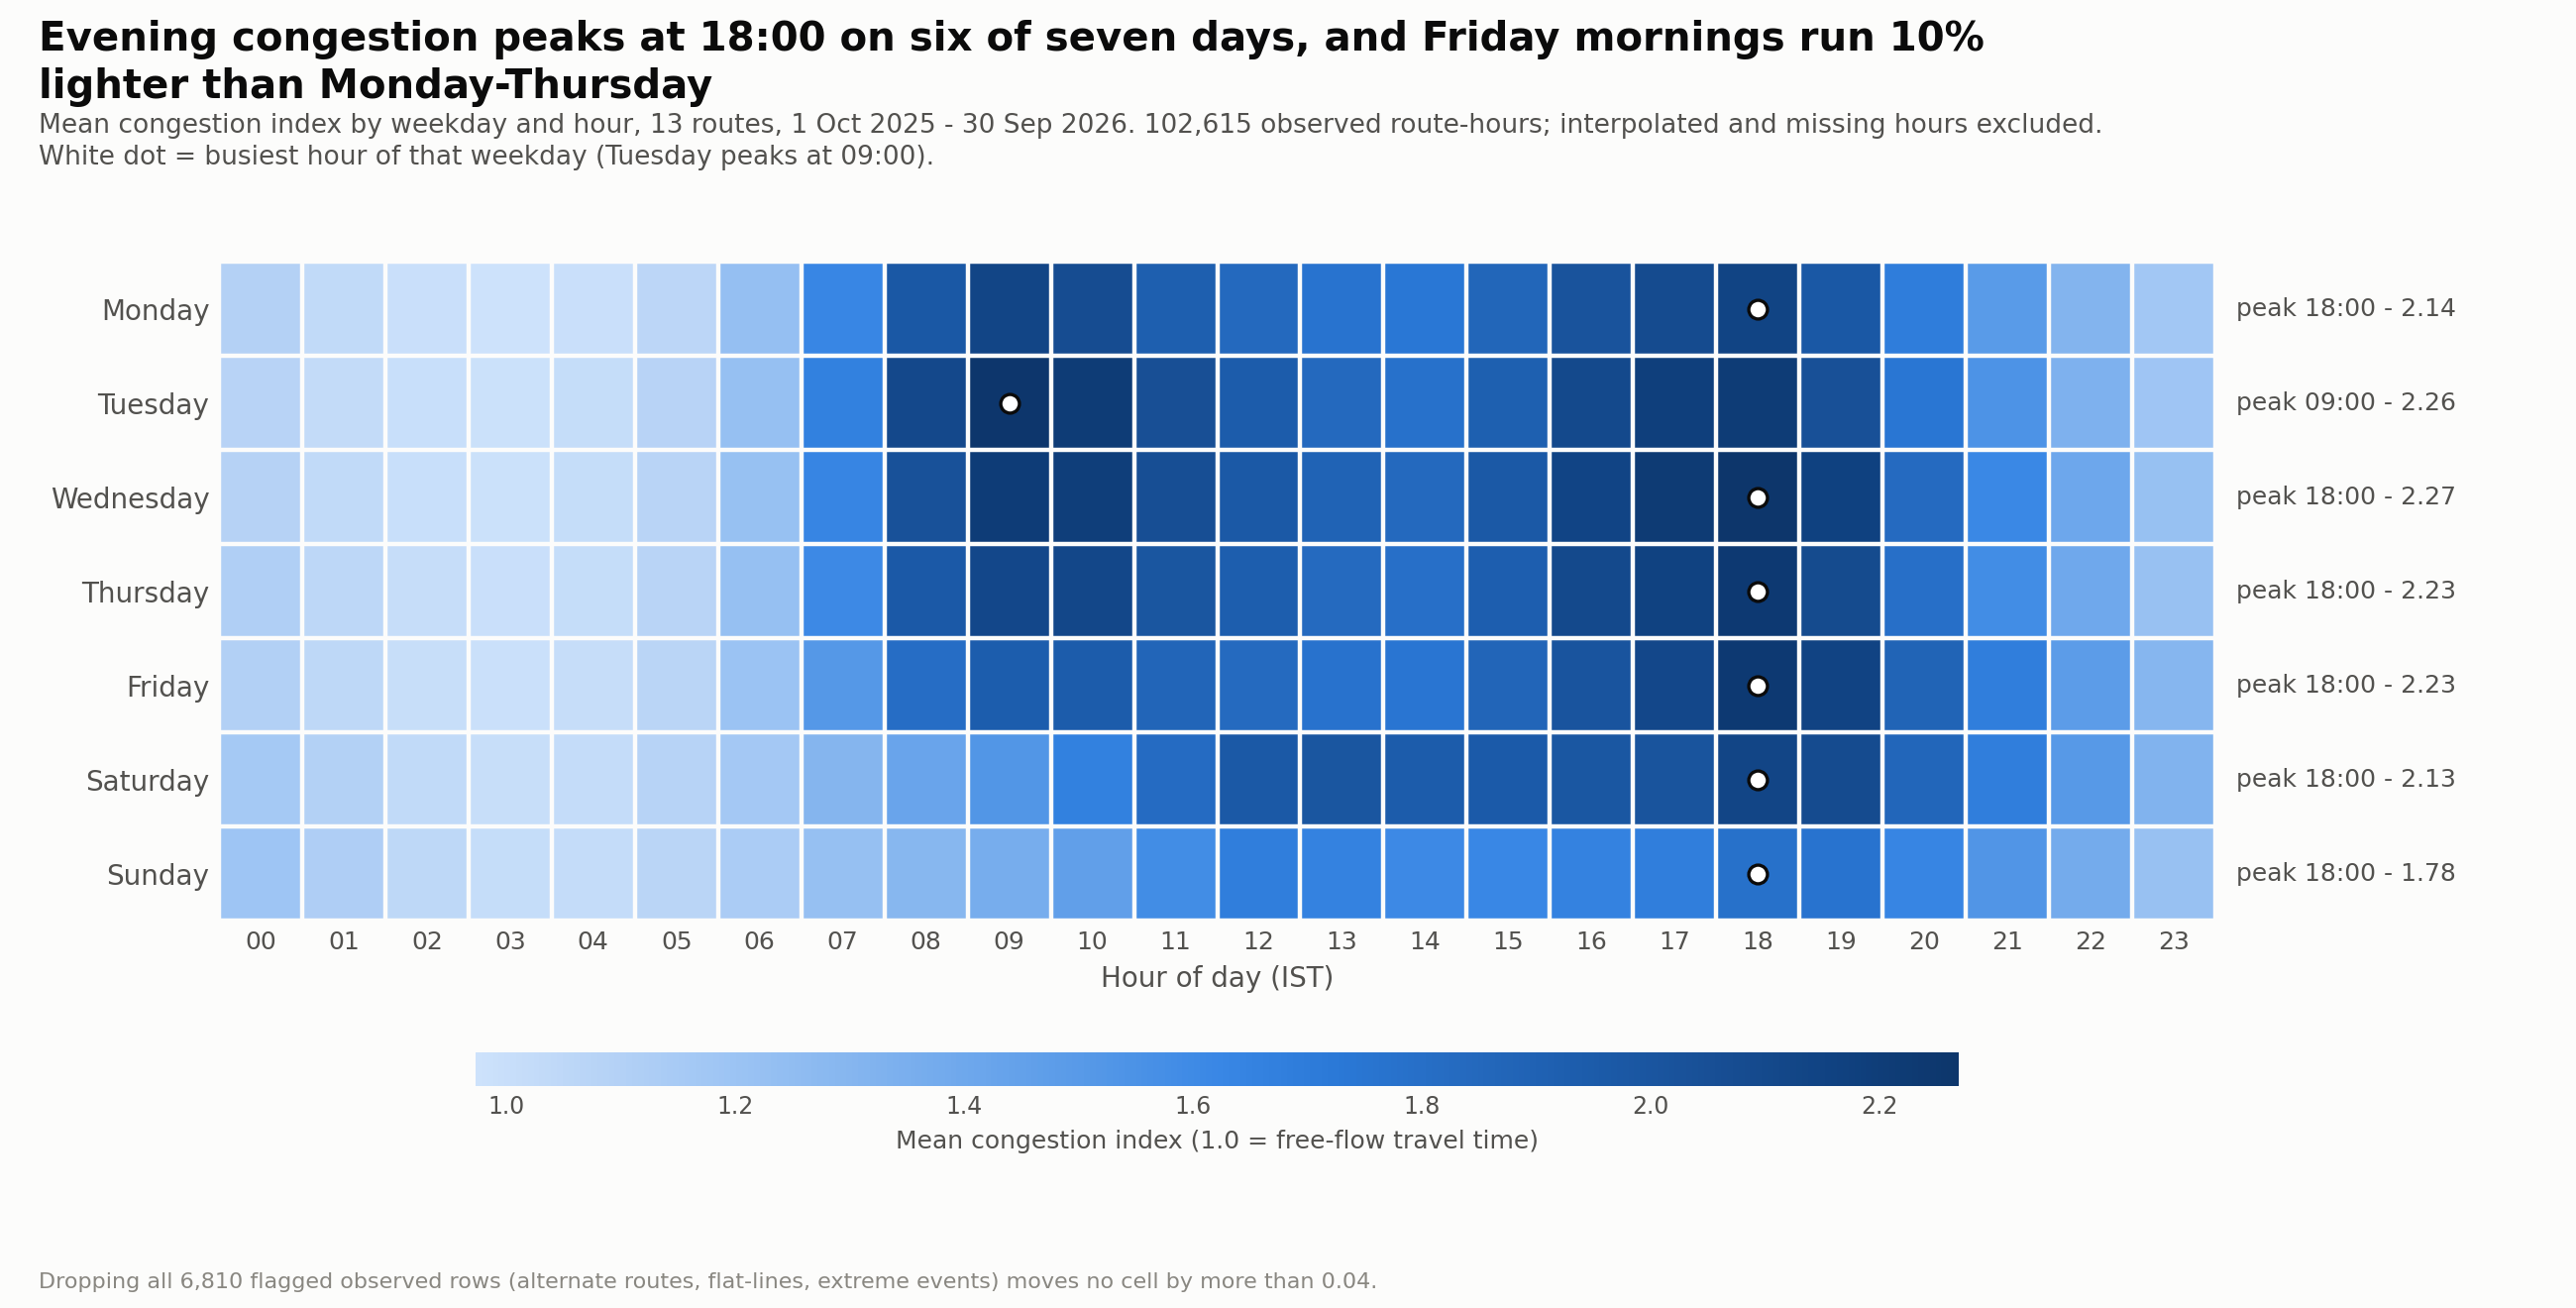 Evening congestion peaks at 18:00 on six of seven days, and Friday mornings run 10%
lighter than Monday-Thursday
Mean congestion index by weekday and hour, 13 routes, 1 Oct 2025 - 30 Sep 2026. 102,615 observed route-hours; interpolated and missing hours excluded.
White dot = busiest hour of that weekday (Tuesday peaks at 09:00).
Monday peak 18:00 - 2.14
Tuesday peak 09:00 - 2.26
Wednesday peak 18:00 - 2.27
Thursday peak 18:00 - 2.23
Friday peak 18:00 - 2.23
Saturday peak 18:00 - 2.13
Sunday peak 18:00 - 1.78
00 01 02 03 04 05 06 07 08 09 10 11 12 13 14 15 16 17 18 19 20 21 22 23
Hour of day (IST)
1.0 1.2 1.4 1.6 1.8 2.0 2.2
Mean congestion index (1.0 = free-flow travel time)
Dropping all 6,810 flagged observed rows (alternate routes, flat-lines, extreme events) moves no cell by more than 0.04.